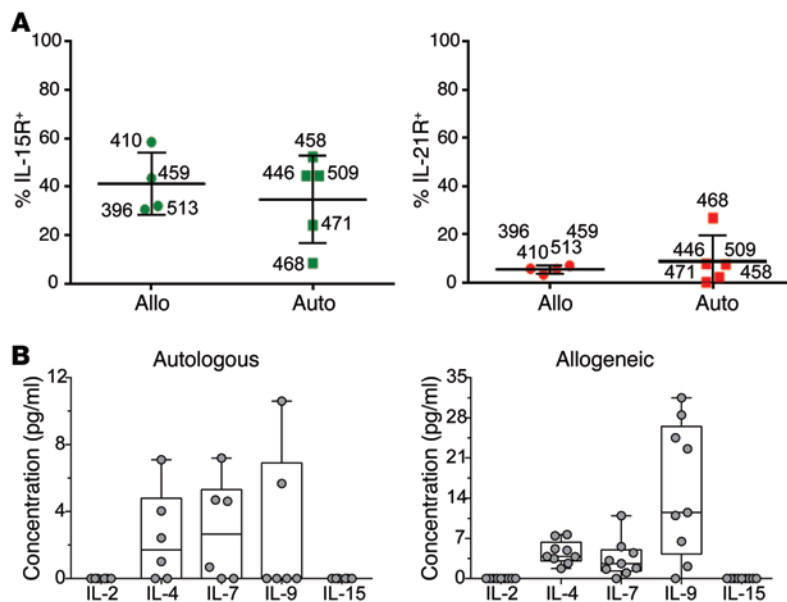 A
% IL-15R+
100
80
60
40
20
0
410
459
396
513
458
446
509
471
468
Allo
Auto
% IL-21R+
100
80
60
40
20
0
396
459
410
513
468
446
509
471
458
Allo
Auto
B
Autologous
Concentration (pg/ml)
12
8
4
0
IL-2 IL-4 IL-7 IL-9 IL-15
Allogeneic
Concentration (pg/ml)
35
28
21
14
7
0
IL-2 IL-4 IL-7 IL-9 IL-15